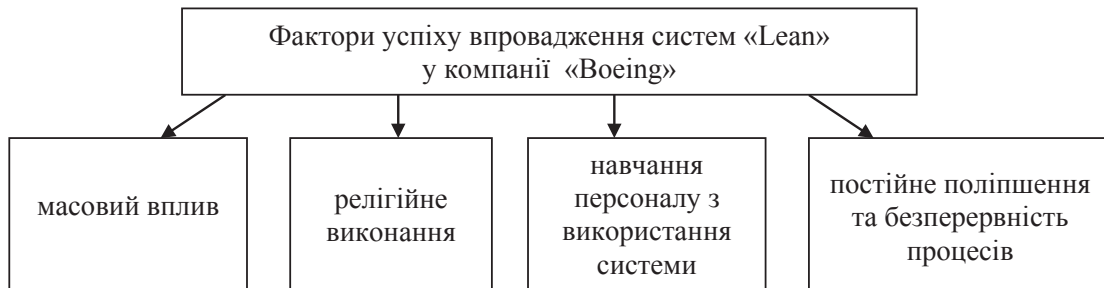 Фактори успіху впровадження систем «Lean»
у компанії «Boeing»
масовий вплив
релігійне
виконання
навчання
персоналу з
використання
системи
постійне поліпшення
та безперервність
процесів